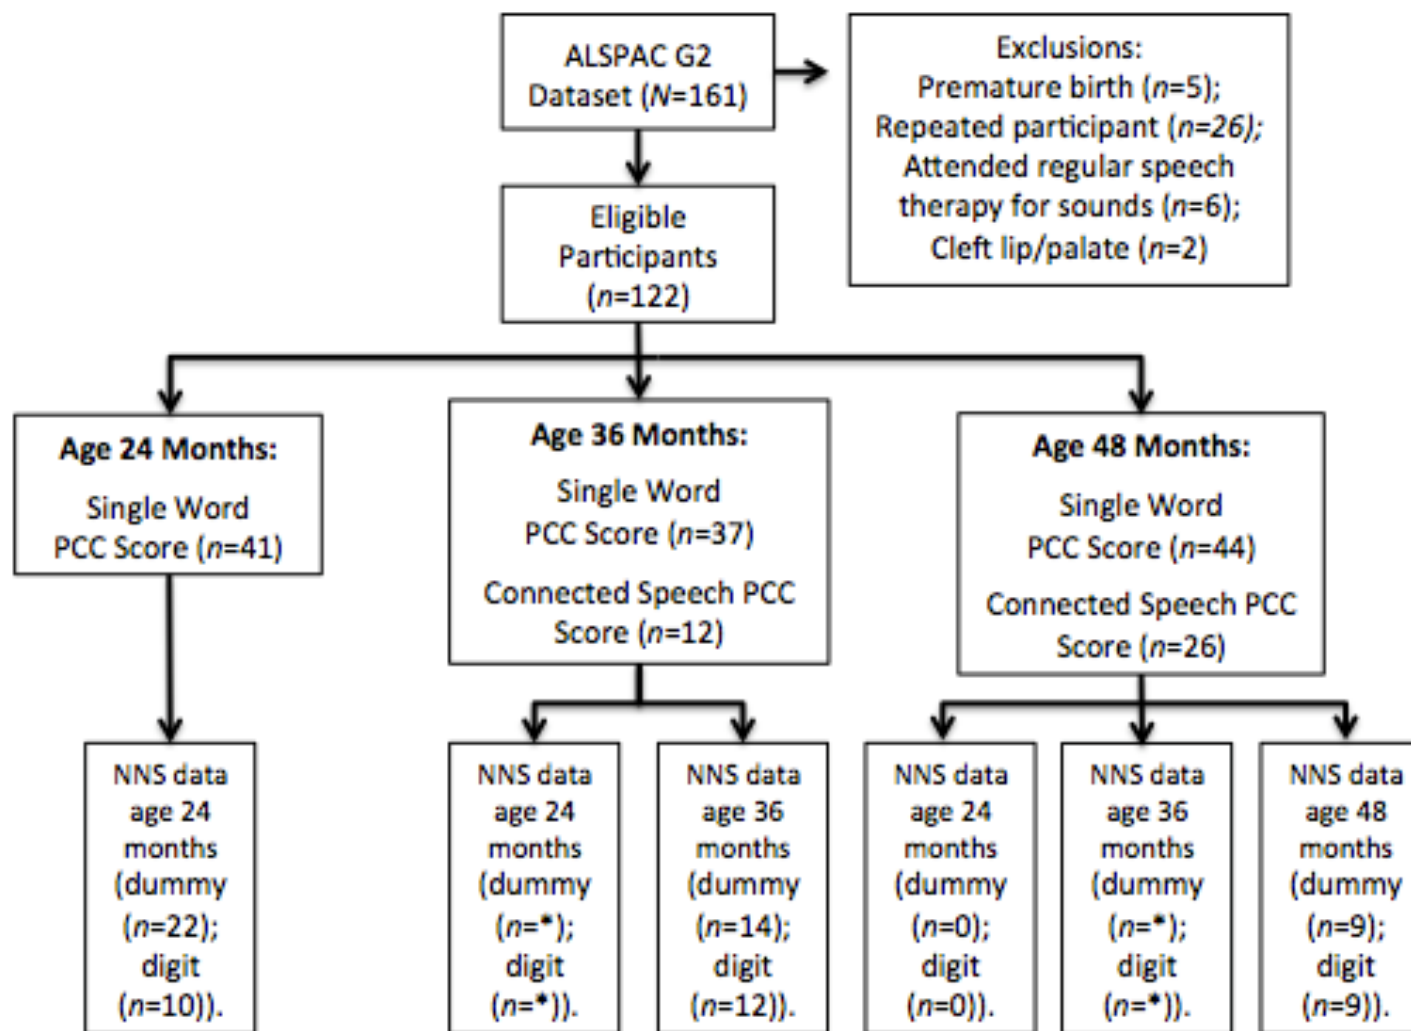 ALSPAC G2
Dataset (N=161)
Exclusions:
Premature birth (n=5);
Repeated participant (n=26);
Attended regular speech
therapy for sounds (n=6);
Cleft lip/palate (n=2)
Eligible
Participants
(n=122)
Age 24 Months:
Single Word
PCC Score (n=41)
Age 36 Months:
Single Word
PCC Score (n=37)
Connected Speech PCC
Score (n=12)
Age 48 Months:
Single Word
PCC Score (n=44)
Connected Speech PCC
Score (n=26)
NNS data
age 24
months
(dummy
(n=22);
digit
(n=10)).
NNS data
age 24
months
(dummy
(n=*);
digit
(n=*)).
NNS data
age 36
months
(dummy
(n=14);
digit
(n=12)).
NNS data
age 24
months
(dummy
(n=0);
digit
(n=0)).
NNS data
age 36
months
(dummy
(n=*);
digit
(n=*)).
NNS data
age 48
months
(dummy
(n=9);
digit
(n=9)).